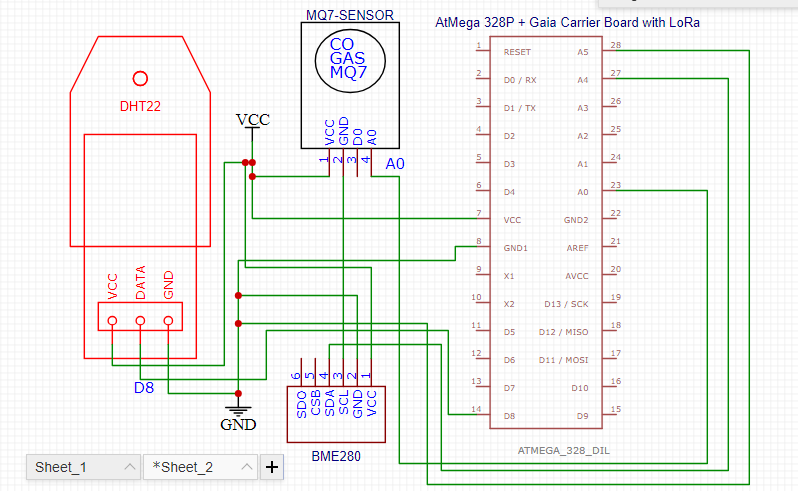 MQ7-SENSOR
AtMega 328P + Gaia Carrier Board with LoRa
CO
GAS
MQ7
DHT22
VCC
VCC
GND
D0
A0
1
2
3
4
A0
1 RESET A5 28
2 D0 / RX A4 27
3 D1 / TX A3 26
4 D2 A2 25
5 D3 A1 24
6 D4 A0 23
7 VCC GND2 22
8 GND1 AREF 21
9 X1 AVCC 20
10 X2 D13 / SCK 19
11 D5 D12 / MISO 18
12 D6 D11 / MOSI 17
13 D7 D10 16
14 D8 D9 15
ATMEGA_328_DIL
VCC
DATA
GND
D8
GND
6
5
4
3
2
1
SDO
CSB
SDA
SCL
GND
VCC
BME280
Sheet_1
*Sheet_2
+